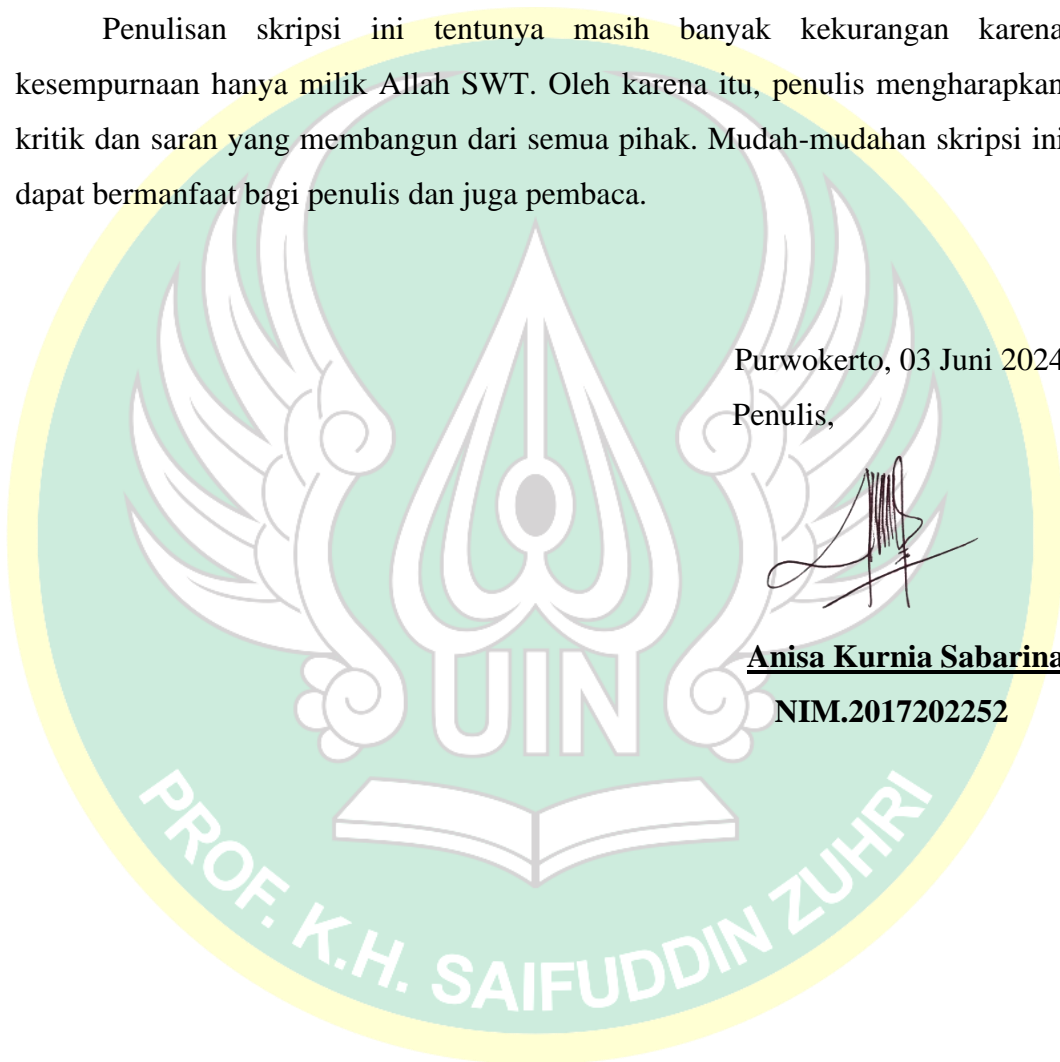 Penulisan skripsi ini tentunya masih banyak kekurangan karena
kesempurnaan hanya milik Allah SWT. Oleh karena itu, penulis mengharapkan
kritik dan saran yang membangun dari semua pihak. Mudah-mudahan skripsi ini
dapat bermanfaat bagi penulis dan juga pembaca.
Purwokerto, 03 Juni 2024
Penulis,
Anisa Kurnia Sabarina
NIM.2017202252
UIN
PROF. K.H. SAIFUDDIN ZUHRI